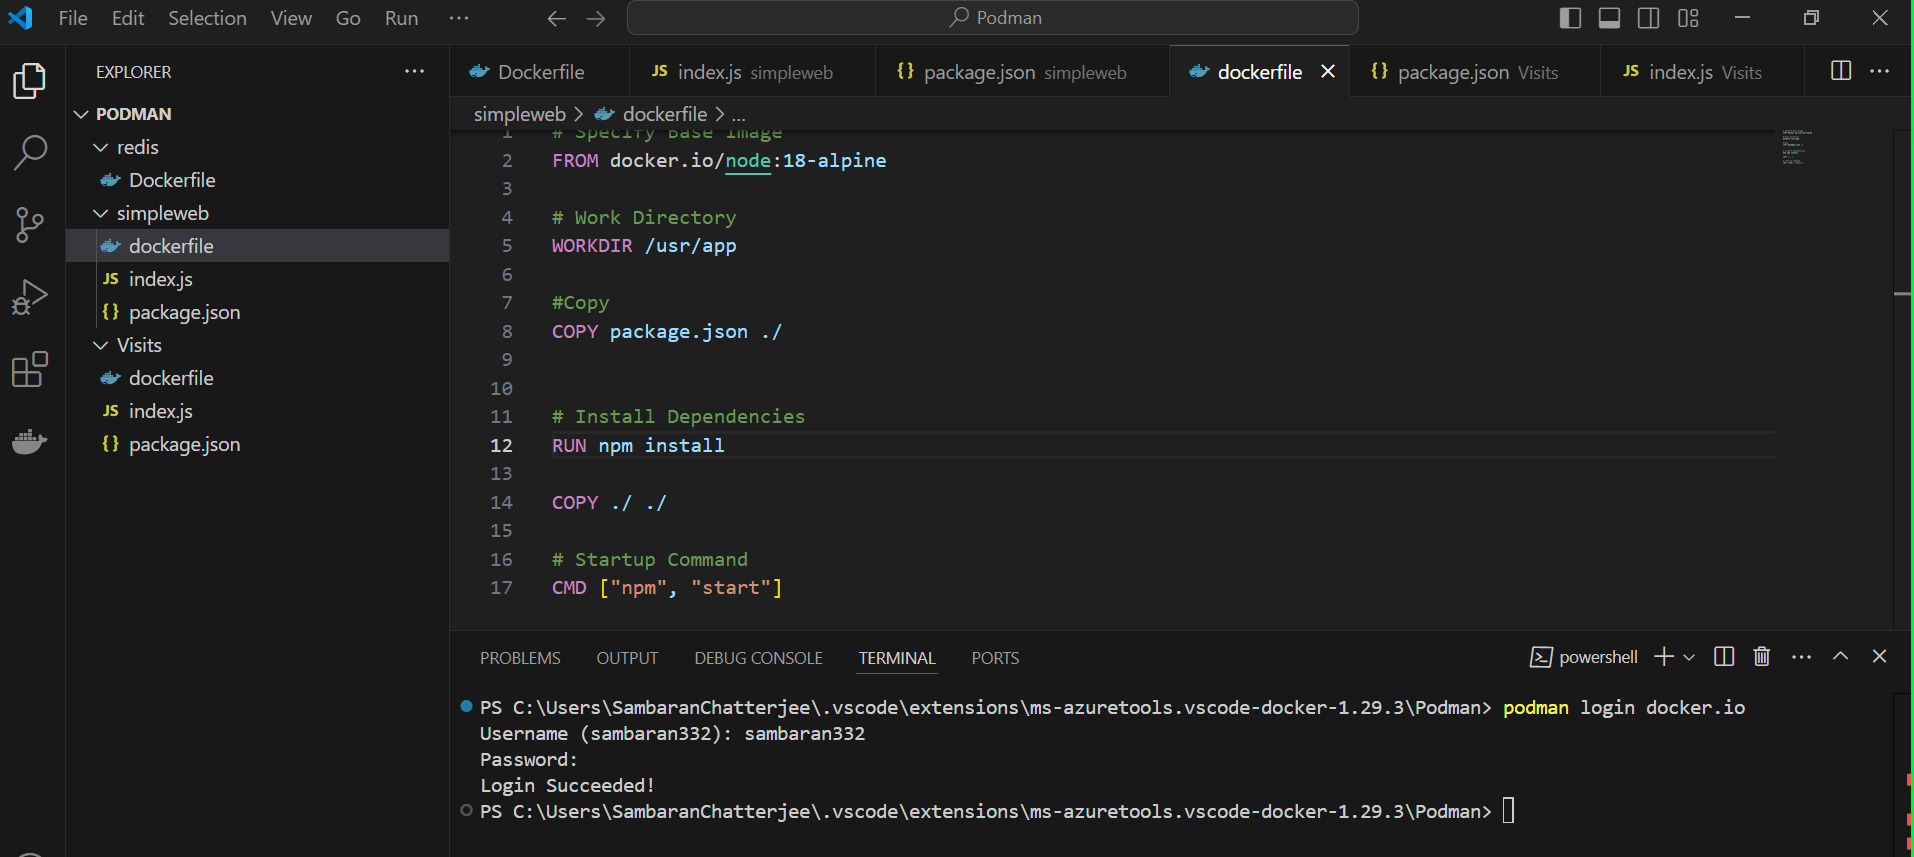 File Edit Selection View Go Run ··· Podman
EXPLORER ···
PODMAN
redis
Dockerfile
simpleweb
dockerfile
JS index.js
{} package.json
Visits
dockerfile
JS index.js
{} package.json
Dockerfile JS index.js simpleweb {} package.json simpleweb dockerfile {} package.json Visits JS index.js Visits ···
simpleweb > dockerfile > ...
1 # Specify Base Image
2 FROM docker.io/node:18-alpine
3
4 # Work Directory
5 WORKDIR /usr/app
6
7 #Copy
8 COPY package.json ./
9
10
11 # Install Dependencies
12 RUN npm install
13
14 COPY ./ ./
15
16 # Startup Command
17 CMD ["npm", "start"]
PROBLEMS OUTPUT DEBUG CONSOLE TERMINAL PORTS powershell ···
PS C:\Users\SambaranChatterjee\.vscode\extensions\ms-azuretools.vscode-docker-1.29.3\Podman> podman login docker.io
Username (sambaran332): sambaran332
Password:
Login Succeeded!
PS C:\Users\SambaranChatterjee\.vscode\extensions\ms-azuretools.vscode-docker-1.29.3\Podman>